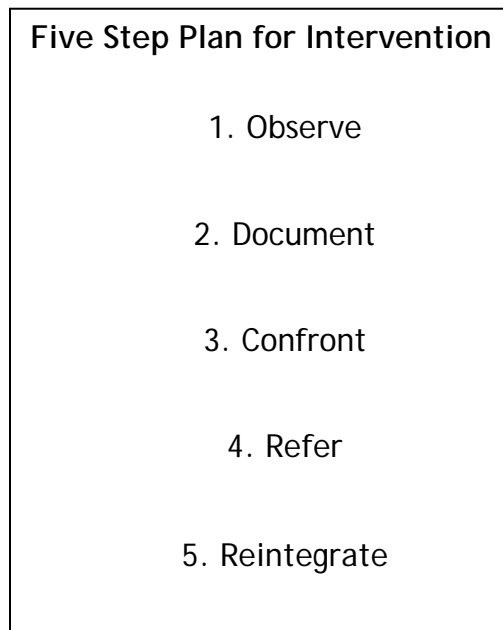 Five Step Plan for Intervention
1. Observe
2. Document
3. Confront
4. Refer
5. Reintegrate